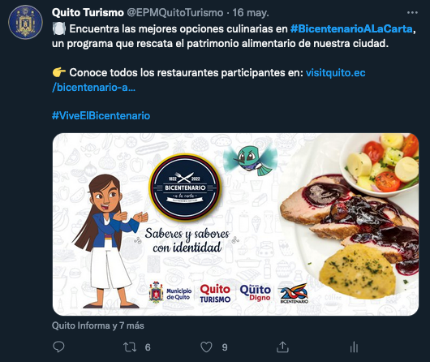 Quito Turismo @EPMQuitoTurismo · 16 may.
🍽️ Encuentra las mejores opciones culinarias en #BicentenarioALaCarta,
un programa que rescata el patrimonio alimentario de nuestra ciudad.
👉 Conoce todos los restaurantes participantes en: visitquito.ec
/bicentenario-a...
#ViveElBicentenario
1822 2022
BICENTENARIO
a la carta
Saberes y sabores
con identidad
Municipio
de Quito
Quito
TURISMO
Quito
Digno
200
BICENTENARIO
Quito Informa y 7 más
6
9